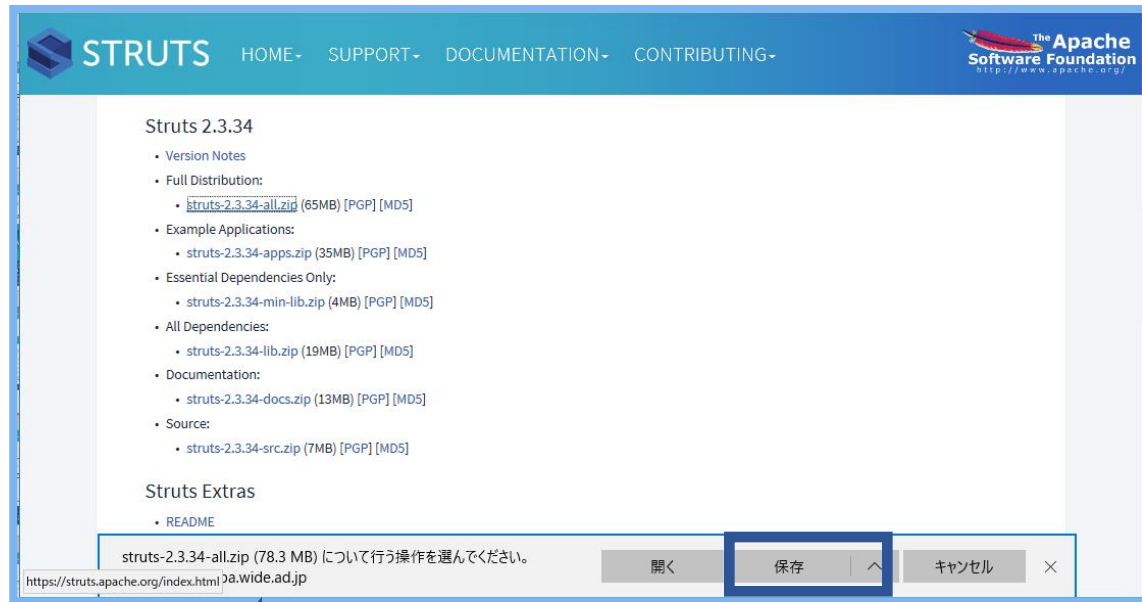 STRUTS HOME- SUPPORT- DOCUMENTATION- CONTRIBUTING-
The Apache
Software Foundation
http://www.apache.org/
Struts 2.3.34
• Version Notes
• Full Distribution:
• struts-2.3.34-all.zip (65MB) [PGP] [MD5]
• Example Applications:
• struts-2.3.34-apps.zip (35MB) [PGP] [MD5]
• Essential Dependencies Only:
• struts-2.3.34-min-lib.zip (4MB) [PGP] [MD5]
• All Dependencies:
• struts-2.3.34-lib.zip (19MB) [PGP] [MD5]
• Documentation:
• struts-2.3.34-docs.zip (13MB) [PGP] [MD5]
• Source:
• struts-2.3.34-src.zip (7MB) [PGP] [MD5]
Struts Extras
• README
struts-2.3.34-all.zip (78.3 MB) について行う操作を選んでください。
開く 保存 キャンセル
https://struts.apache.org/index.html
.wide.ad.jp